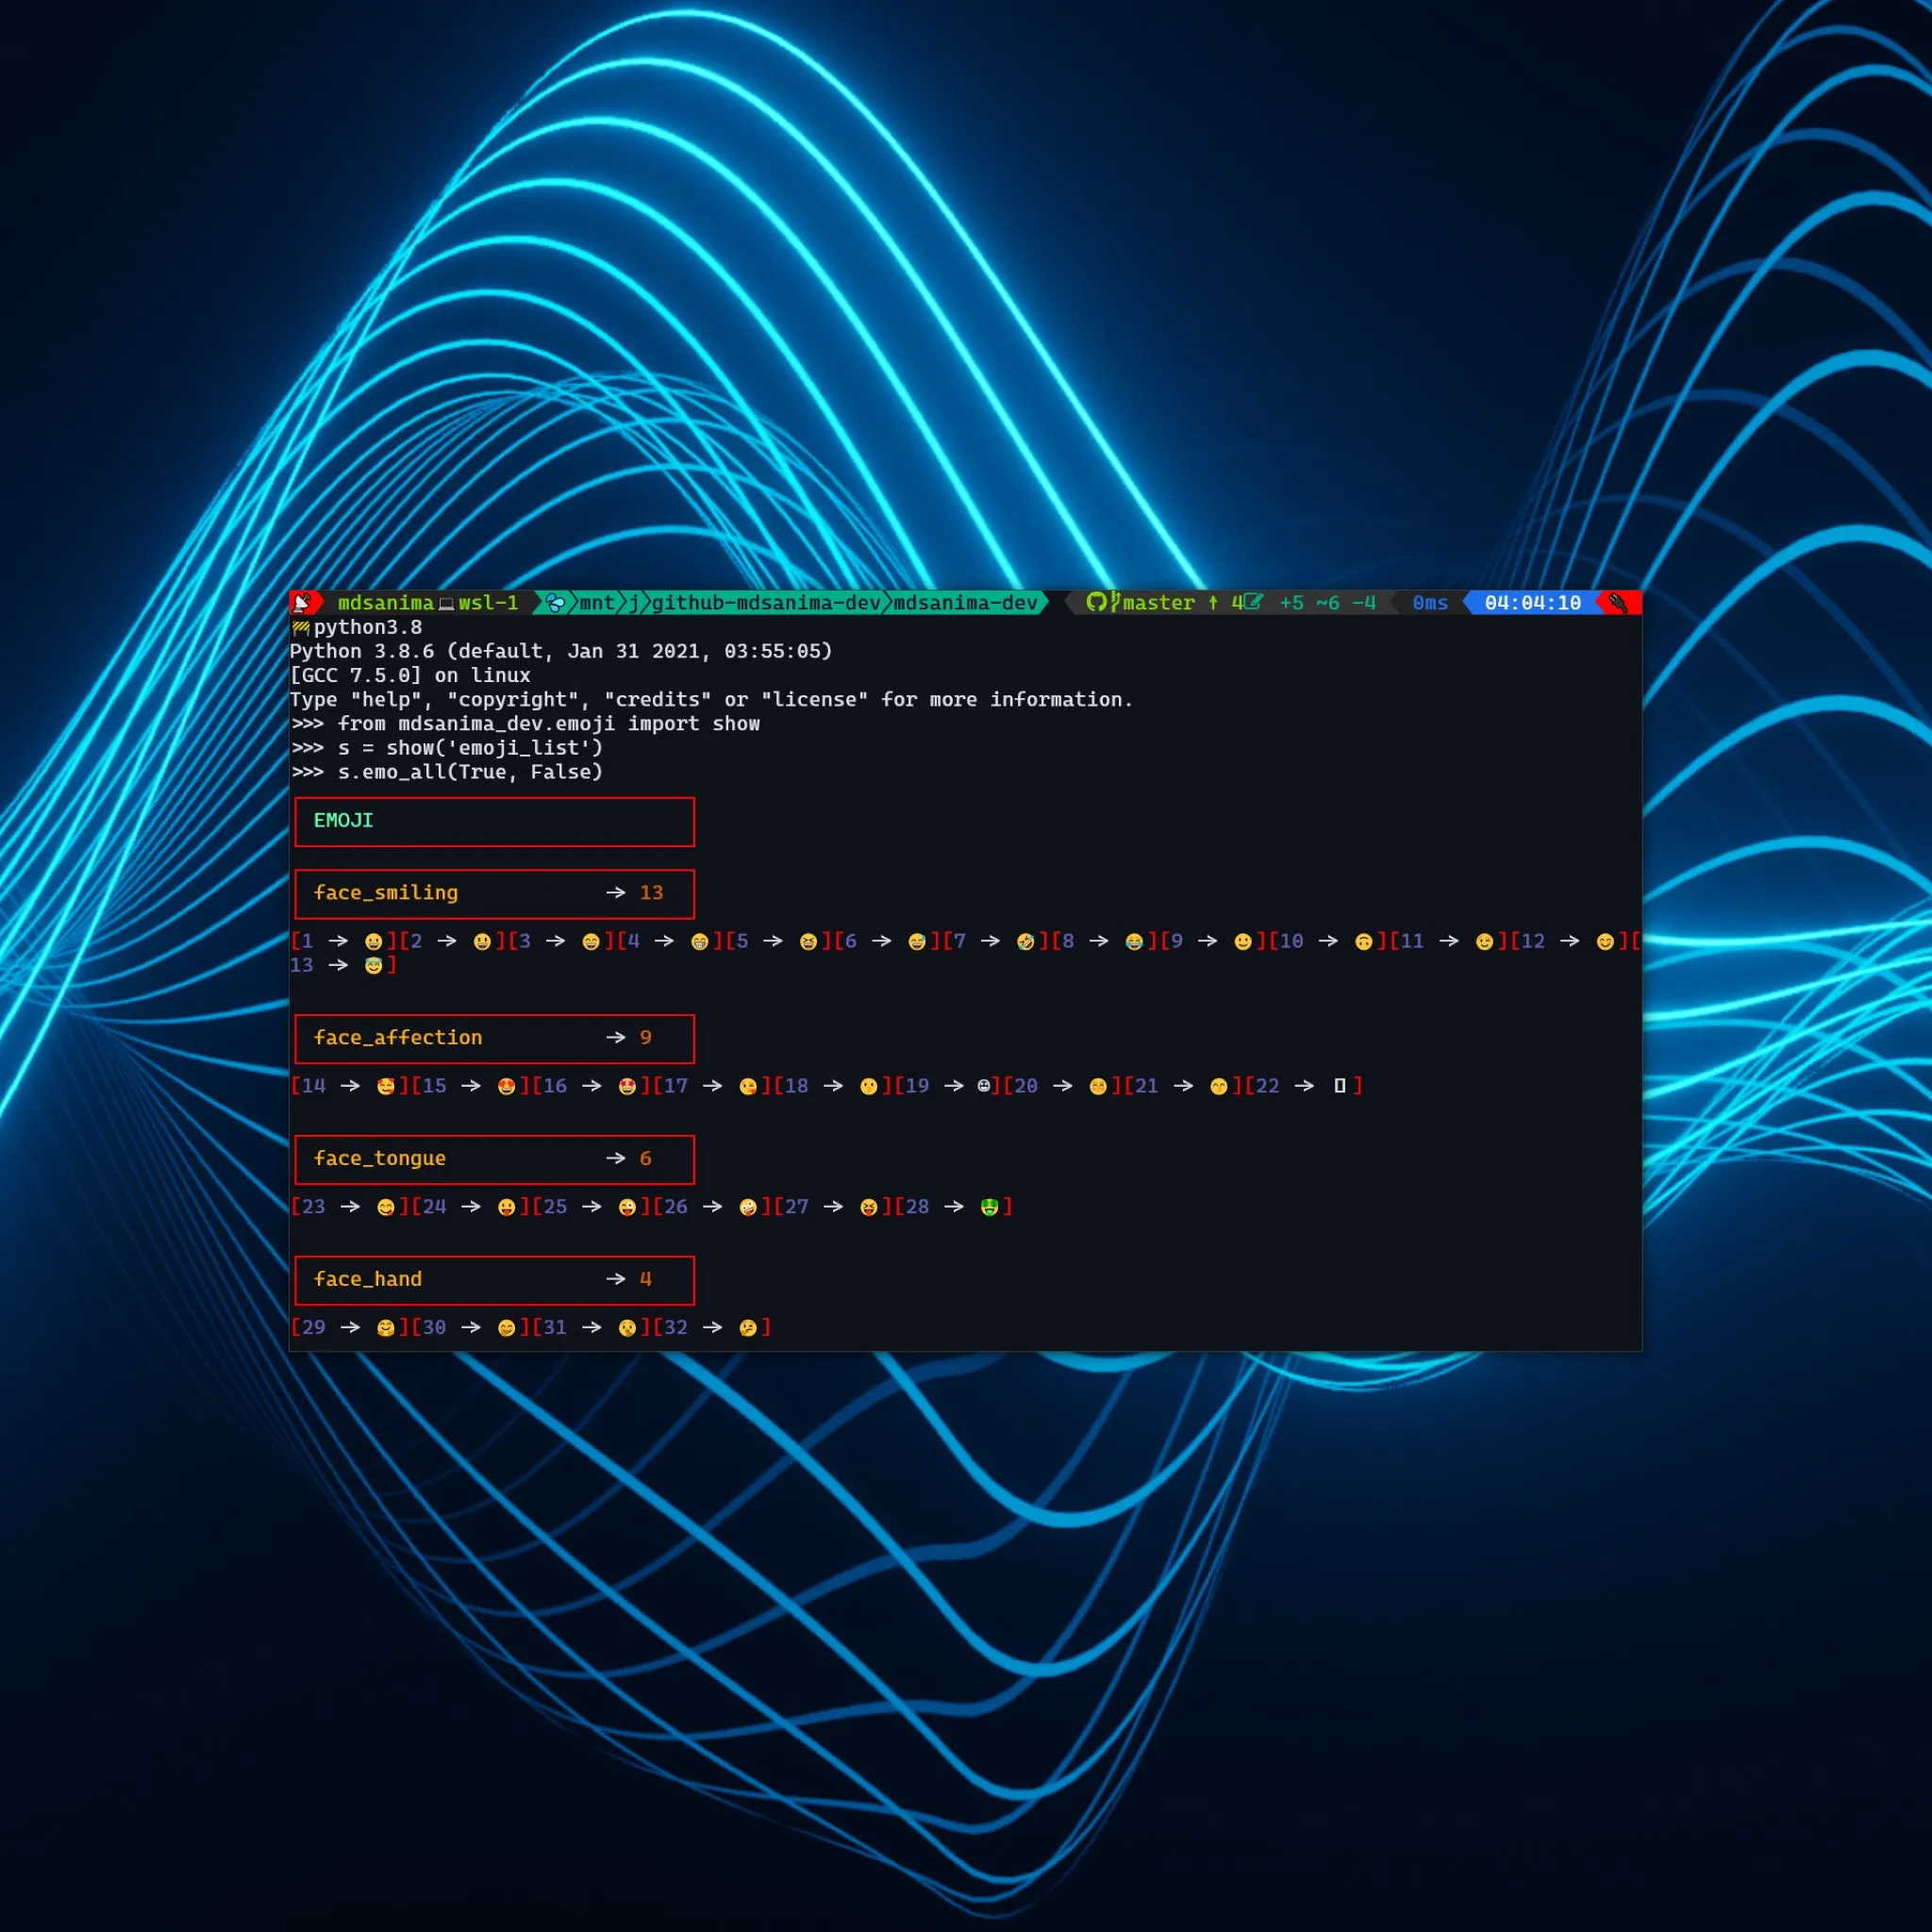 mdsanima💻wsl-1 mnt j github-mdsanima-dev mdsanima-dev master ↑ 4 +5 ~6 -4 0ms 04:04:10
🚧python3.8
Python 3.8.6 (default, Jan 31 2021, 03:55:05)
[GCC 7.5.0] on linux
Type "help", "copyright", "credits" or "license" for more information.
>>> from mdsanima_dev.emoji import show
>>> s = show('emoji_list')
>>> s.emo_all(True, False)
EMOJI
face_smiling → 13
[1 → 😀][2 → 😃][3 → 😄][4 → 😁][5 → 😆][6 → 😅][7 → 🤣][8 → 😂][9 → 🙂][10 → 🙃][11 → 😉][12 → 😊][
13 → 😇]
face_affection → 9
[14 → 🥰][15 → 😍][16 → 🤩][17 → 😘][18 → 😗][19 → ☺][20 → 😚][21 → 😙][22 → ▯]
face_tongue → 6
[23 → 😋][24 → 😛][25 → 😜][26 → 🤪][27 → 😝][28 → 🤑]
face_hand → 4
[29 → 🤗][30 → 🤭][31 → 🤫][32 → 🤔]